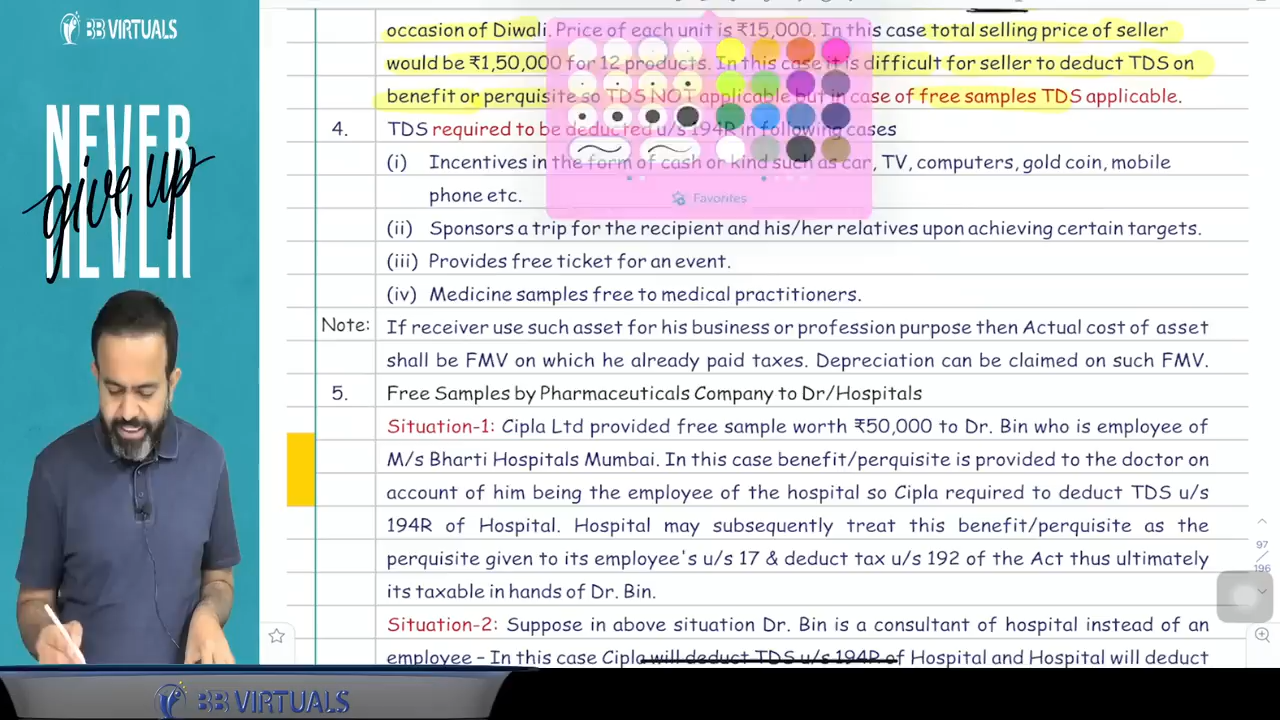 BB VIRTUALS
NEVER
give up
NEVER
occasion of Diwali. Price of each unit is ₹15,000. In this case total selling price of seller
would be ₹1,50,000 for 12 products. In this case it is difficult for seller to deduct TDS on
benefit or perquisite so TDS NOT applicable but in case of free samples TDS applicable.
4. TDS required to be deducted u/s 194R in following cases
(i) Incentives in the form of cash or kind such as car, TV, computers, gold coin, mobile
phone etc.
Favorites
(ii) Sponsors a trip for the recipient and his/her relatives upon achieving certain targets.
(iii) Provides free ticket for an event.
(iv) Medicine samples free to medical practitioners.
Note: If receiver use such asset for his business or profession purpose then Actual cost of asset
shall be FMV on which he already paid taxes. Depreciation can be claimed on such FMV.
5. Free Samples by Pharmaceuticals Company to Dr/Hospitals
Situation-1: Cipla Ltd provided free sample worth ₹50,000 to Dr. Bin who is employee of
M/s Bharti Hospitals Mumbai. In this case benefit/perquisite is provided to the doctor on
account of him being the employee of the hospital so Cipla required to deduct TDS u/s
194R of Hospital. Hospital may subsequently treat this benefit/perquisite as the
perquisite given to its employee's u/s 17 & deduct tax u/s 192 of the Act thus ultimately
its taxable in hands of Dr. Bin.
Situation-2: Suppose in above situation Dr. Bin is a consultant of hospital instead of an
employee – In this case Cipla will deduct TDS u/s 194R of Hospital and Hospital will deduct
97
196
BB VIRTUALS